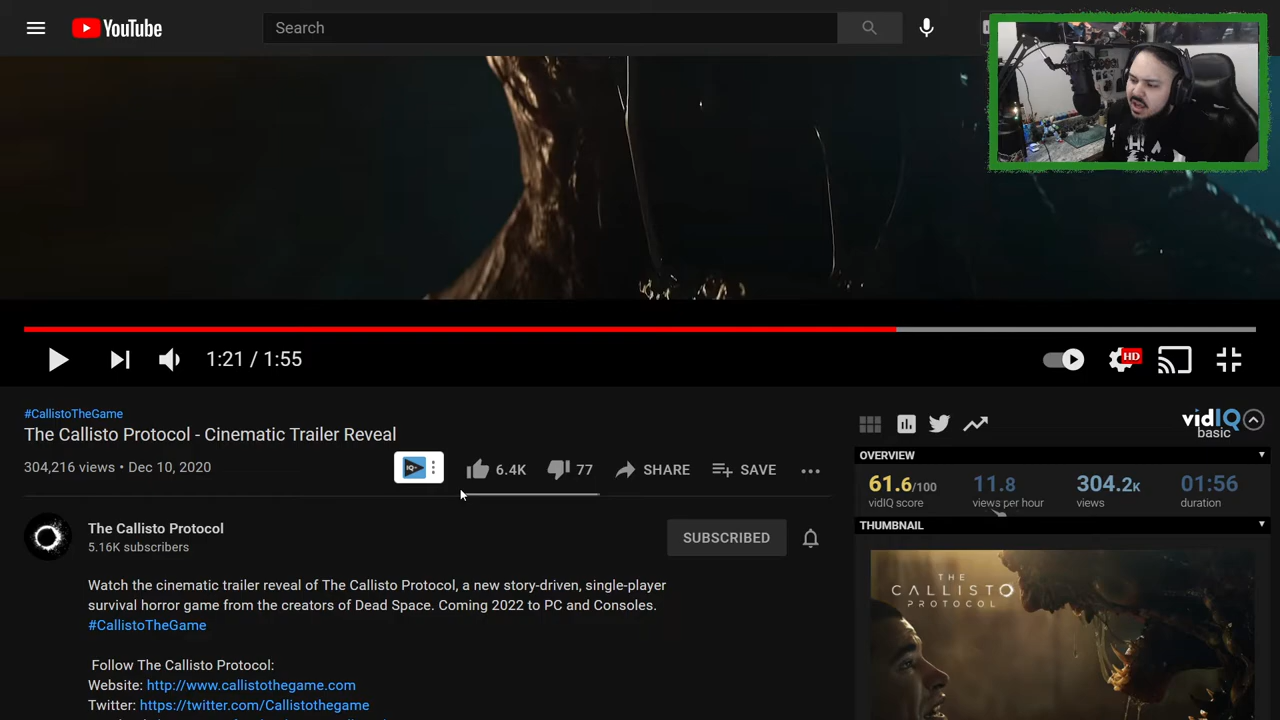 YouTube
Search
1:21 / 1:55
HD
#CallistoTheGame
The Callisto Protocol - Cinematic Trailer Reveal
304,216 views • Dec 10, 2020
IQ
6.4K
77
SHARE
SAVE
The Callisto Protocol
5.16K subscribers
SUBSCRIBED
Watch the cinematic trailer reveal of The Callisto Protocol, a new story-driven, single-player
survival horror game from the creators of Dead Space. Coming 2022 to PC and Consoles.
#CallistoTheGame
Follow The Callisto Protocol:
Website: http://www.callistothegame.com
Twitter: https://twitter.com/Callistothegame
vidIQ
basic
OVERVIEW
61.6/100 11.8 304.2K 01:56
vidIQ score views per hour views duration
THUMBNAIL
THE
CALLISTO
PROTOCOL